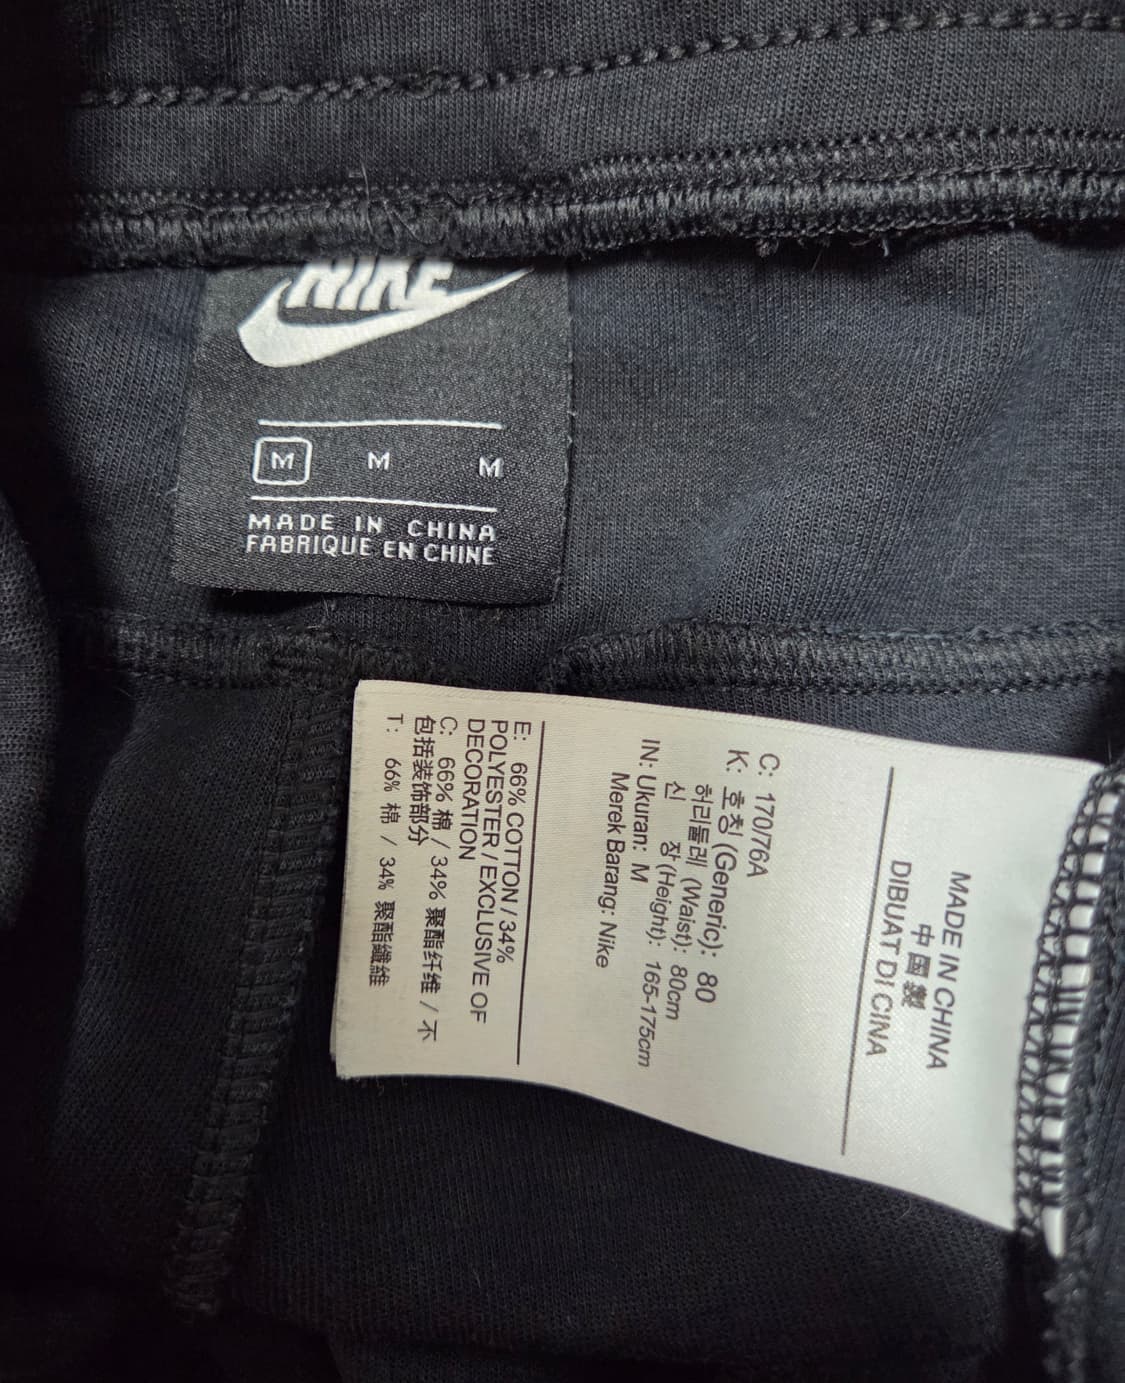 NIKE
M M M
MADE IN CHINA
FABRIQUE EN CHINE
MADE IN CHINA
中國製
DIBUAT DI CINA
C: 170/76A
K: 호칭 (Generic): 80
허리둘레 (Waist): 80cm
신 장 (Height): 165-175cm
IN: Ukuran: M
Merek Barang: Nike
E: 66% COTTON / 34%
POLYESTER / EXCLUSIVE OF
DECORATION
C: 66% 棉 / 34% 聚酯纤维 / 不
包括装饰部分
T: 66% 棉 / 34% 聚酯纖維